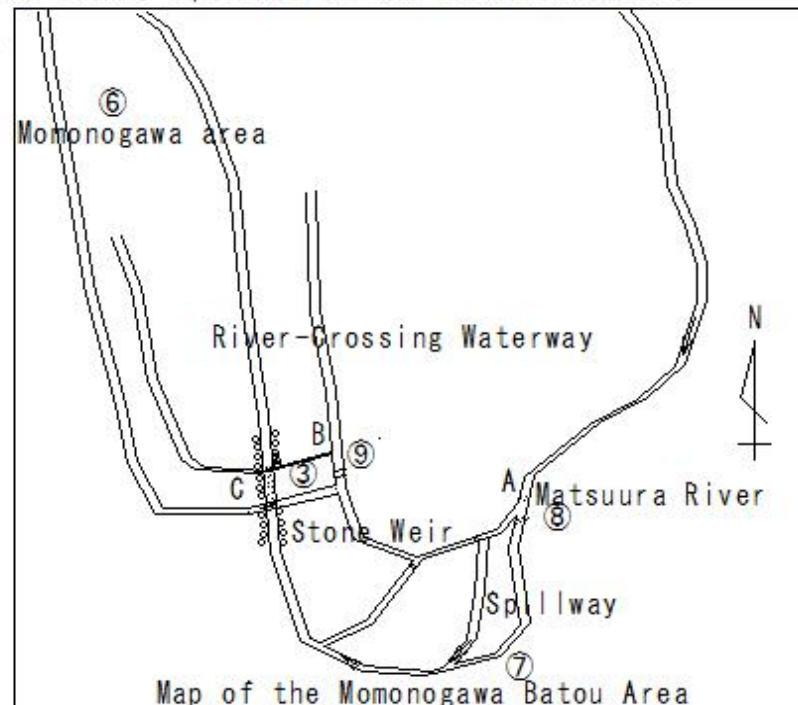 ⑥
Momonogawa area
N
River-Crossing Waterway
B
⑨
③
C
A
Matsuura River
⑧
Stone Weir
Spillway
⑦
Map of the Momonogawa Batou Area